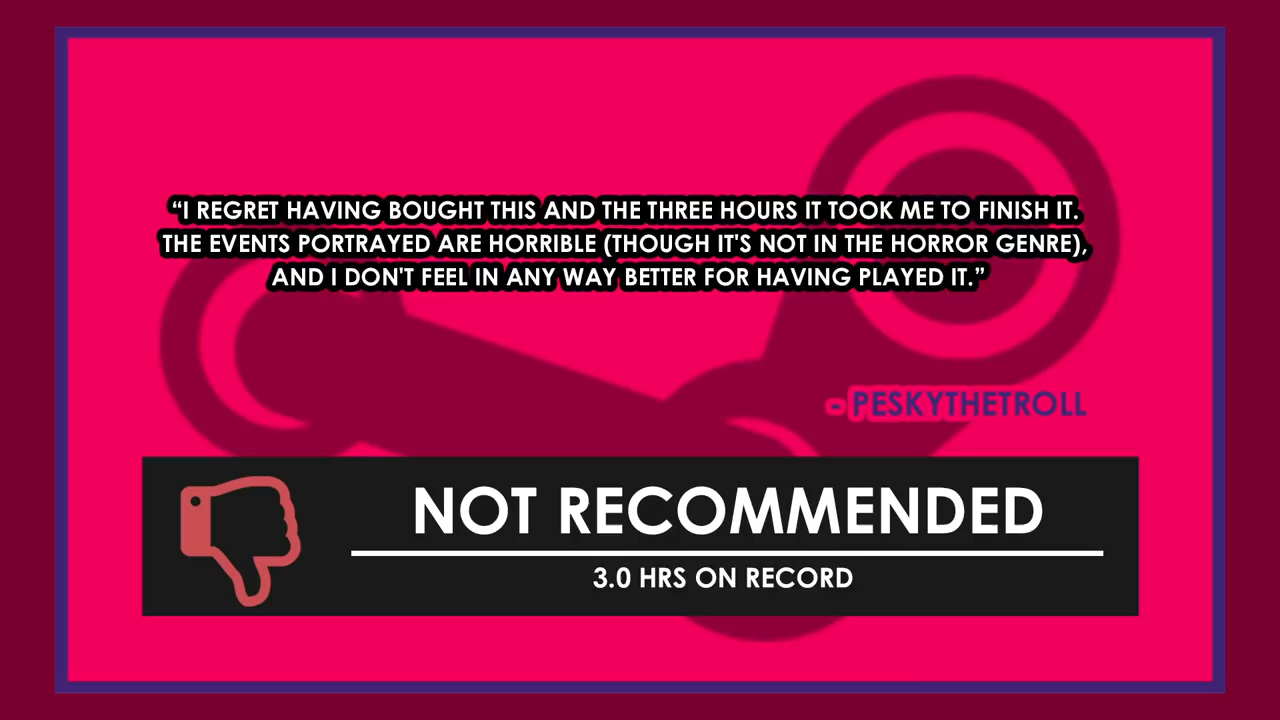 “I REGRET HAVING BOUGHT THIS AND THE THREE HOURS IT TOOK ME TO FINISH IT.
THE EVENTS PORTRAYED ARE HORRIBLE (THOUGH IT'S NOT IN THE HORROR GENRE),
AND I DON'T FEEL IN ANY WAY BETTER FOR HAVING PLAYED IT.”
- PESKYTHETROLL
NOT RECOMMENDED
3.0 HRS ON RECORD